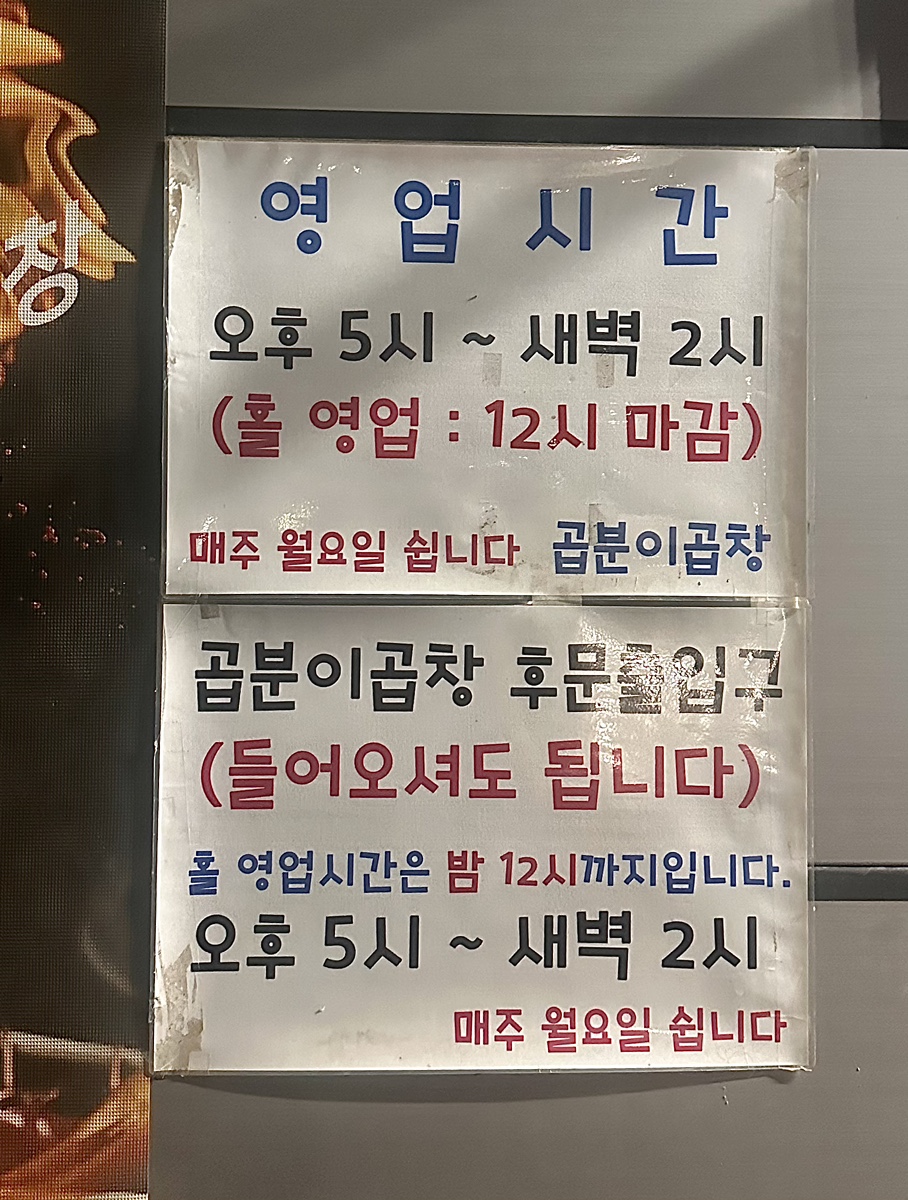 창
영업시간
오후 5시 ~ 새벽 2시
(홀 영업 : 12시 마감)
매주 월요일 쉽니다 곱분이곱창
곱분이곱창 후문출입구
(들어오셔도 됩니다)
홀 영업시간은 밤 12시까지입니다.
오후 5시 ~ 새벽 2시
매주 월요일 쉽니다